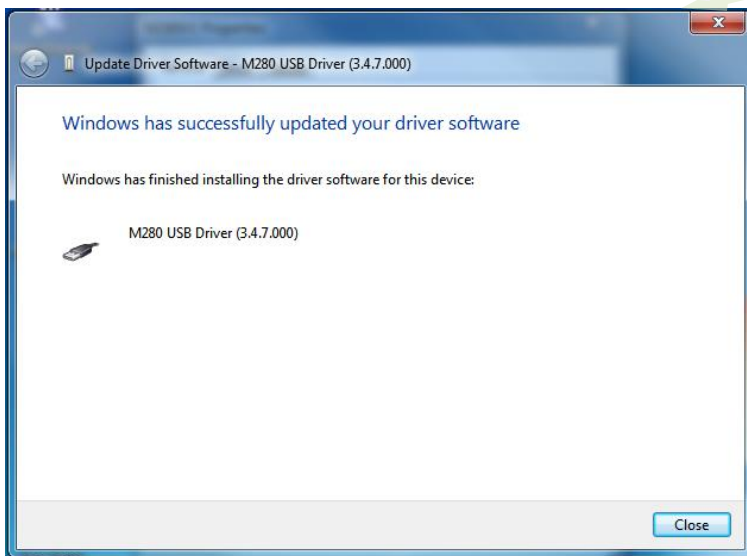 Update Driver Software - M280 USB Driver (3.4.7.000)
Windows has successfully updated your driver software
Windows has finished installing the driver software for this device:
M280 USB Driver (3.4.7.000)
Close